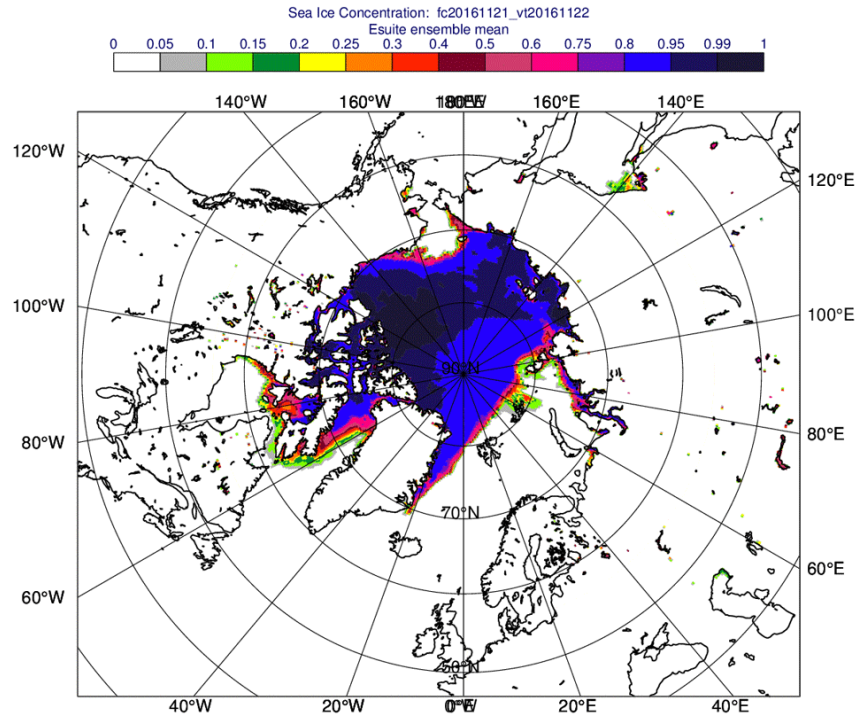 Sea Ice Concentration: fc20161121_vt20161122
Esuite ensemble mean
0 0.05 0.1 0.15 0.2 0.25 0.3 0.4 0.5 0.6 0.75 0.8 0.95 0.99 1
140°W 160°W 160°E 140°E
120°W
120°E
100°W
100°E
90°N
80°W
80°E
70°N
60°W
60°E
50°N
40°W 20°W 20°E 40°E